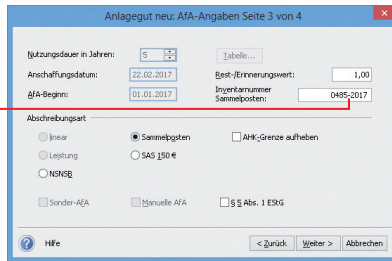 Anlagegut neu: AfA-Angaben Seite 3 von 4
Nutzungsdauer in Jahren: 5 Tabelle...
Anschaffungsdatum: 22.02.2017 Rest-/Erinnerungswert: 1,00
AfA-Beginn: 01.01.2017 Inventarnummer Sammelposten: 0485-2017
Abschreibungsart
linear Sammelposten AHK-Grenze aufheben
Leistung SAS 150 €
NSNSB
Sonder-AfA Manuelle AfA § 5 Abs. 1 EStG
Hilfe < Zurück Weiter > Abbrechen